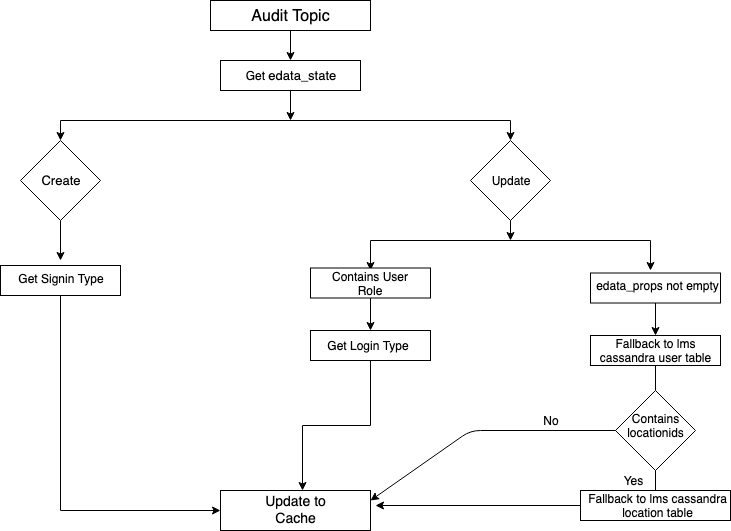 Audit Topic
Get edata_state
Create
Update
Get Signin Type
Contains User
Role
edata_props not empty
Get Login Type
Fallback to lms
cassandra user table
No
Contains
locationids
Yes
Update to
Cache
Fallback to lms cassandra
location table